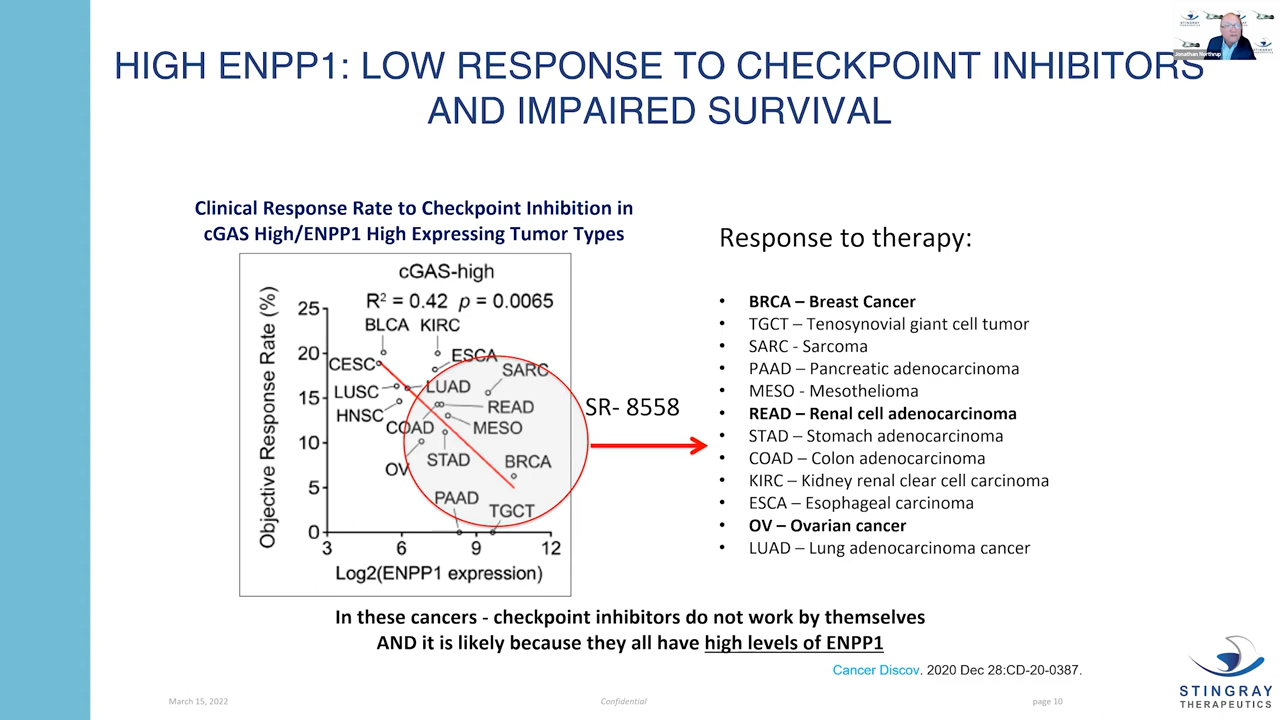 HIGH ENPP1: LOW RESPONSE TO CHECKPOINT INHIBITORS
AND IMPAIRED SURVIVAL
Jonathan Northrup
Clinical Response Rate to Checkpoint Inhibition in
cGAS High/ENPP1 High Expressing Tumor Types
cGAS-high
R² = 0.42 p = 0.0065
Objective Response Rate (%)
25
20
15
10
5
0
BLCA KIRC
CESC
ESCA
SARC
LUSC
LUAD
HNSC
READ
COAD
MESO
OV
STAD
BRCA
PAAD
TGCT
3 6 9 12
Log2(ENPP1 expression)
SR- 8558
Response to therapy:
• BRCA – Breast Cancer
• TGCT – Tenosynovial giant cell tumor
• SARC - Sarcoma
• PAAD – Pancreatic adenocarcinoma
• MESO - Mesothelioma
• READ – Renal cell adenocarcinoma
• STAD – Stomach adenocarcinoma
• COAD – Colon adenocarcinoma
• KIRC – Kidney renal clear cell carcinoma
• ESCA – Esophageal carcinoma
• OV – Ovarian cancer
• LUAD – Lung adenocarcinoma cancer
In these cancers - checkpoint inhibitors do not work by themselves
AND it is likely because they all have high levels of ENPP1
Cancer Discov. 2020 Dec 28:CD-20-0387.
March 15, 2022
Confidential
page 10
STINGRAY
THERAPEUTICS